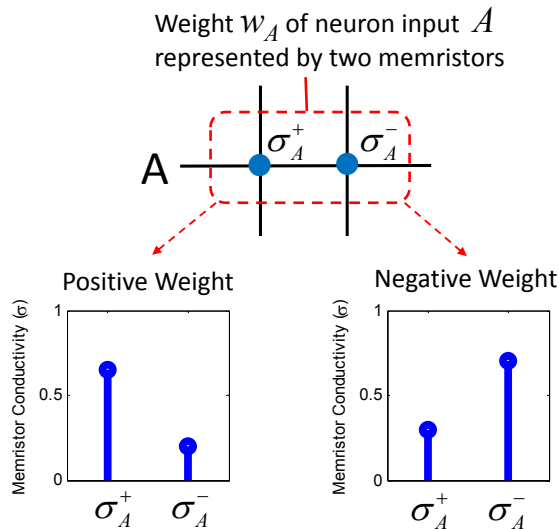 Weight w_A of neuron input A
represented by two memristors
σ_A^+ σ_A^-
A
Positive Weight
Memristor Conductivity (σ)
1
0.5
0
σ_A^+ σ_A^-
Negative Weight
Memristor Conductivity (σ)
1
0.5
0
σ_A^+ σ_A^-